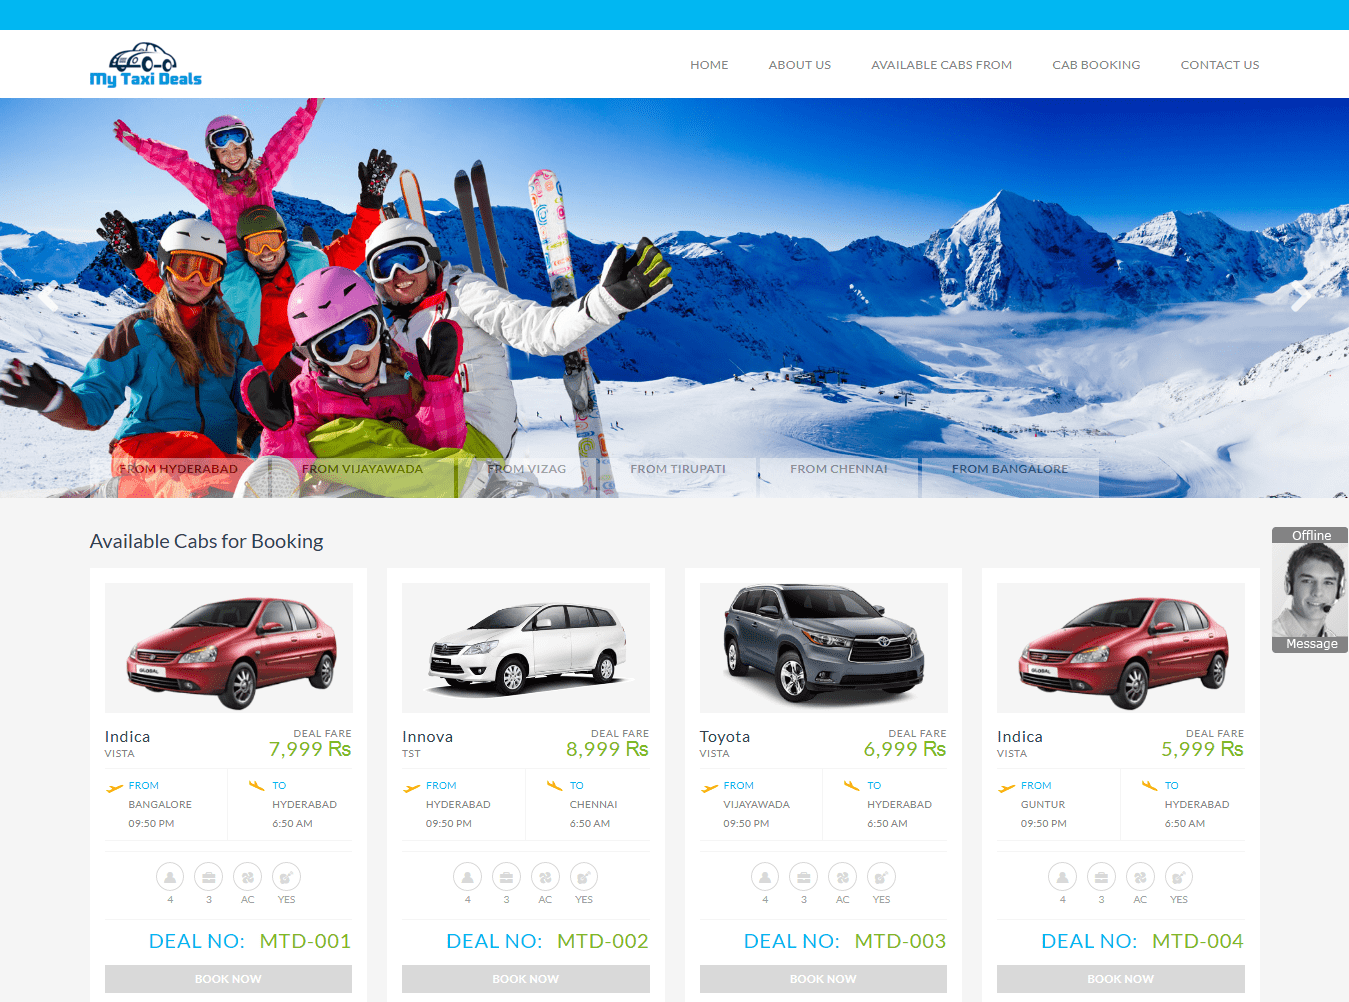 My Taxi Deals
HOME ABOUT US AVAILABLE CABS FROM CAB BOOKING CONTACT US
FROM HYDERABAD FROM VIJAYAWADA FROM VIZAG FROM TIRUPATI FROM CHENNAI FROM BANGALORE
Available Cabs for Booking
Offline
Message
GLOBAL
Indica
VISTA
DEAL FARE
7,999 Rs
FROM
BANGALORE
09:50 PM
TO
HYDERABAD
6:50 AM
4 3 AC YES
DEAL NO: MTD-001
BOOK NOW
Innova
TST
DEAL FARE
8,999 Rs
FROM
HYDERABAD
09:50 PM
TO
CHENNAI
6:50 AM
4 3 AC YES
DEAL NO: MTD-002
BOOK NOW
Toyota
VISTA
DEAL FARE
6,999 Rs
FROM
VIJAYAWADA
09:50 PM
TO
HYDERABAD
6:50 AM
4 3 AC YES
DEAL NO: MTD-003
BOOK NOW
GLOBAL
Indica
VISTA
DEAL FARE
5,999 Rs
FROM
GUNTUR
09:50 PM
TO
HYDERABAD
6:50 AM
4 3 AC YES
DEAL NO: MTD-004
BOOK NOW